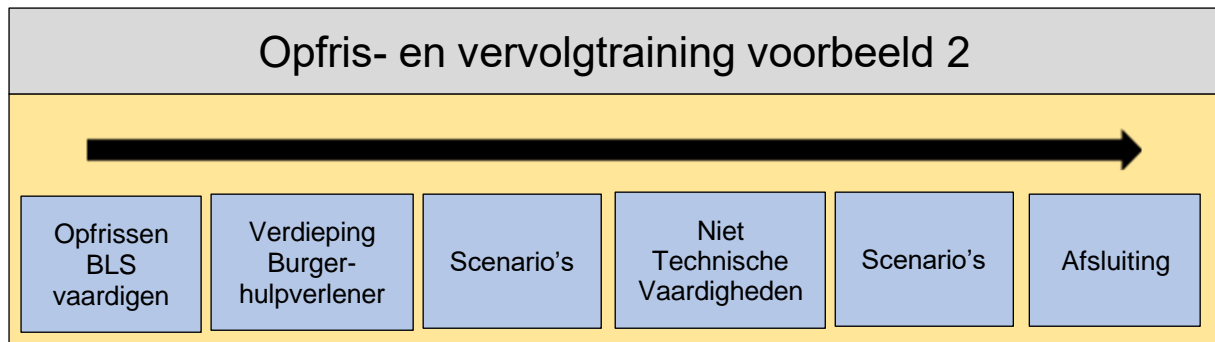 Opfris- en vervolgtraining voorbeeld 2
Opfrissen
BLS
vaardigen
Verdieping
Burger-
hulpverlener
Scenario's
Niet
Technische
Vaardigheden
Scenario's
Afsluiting